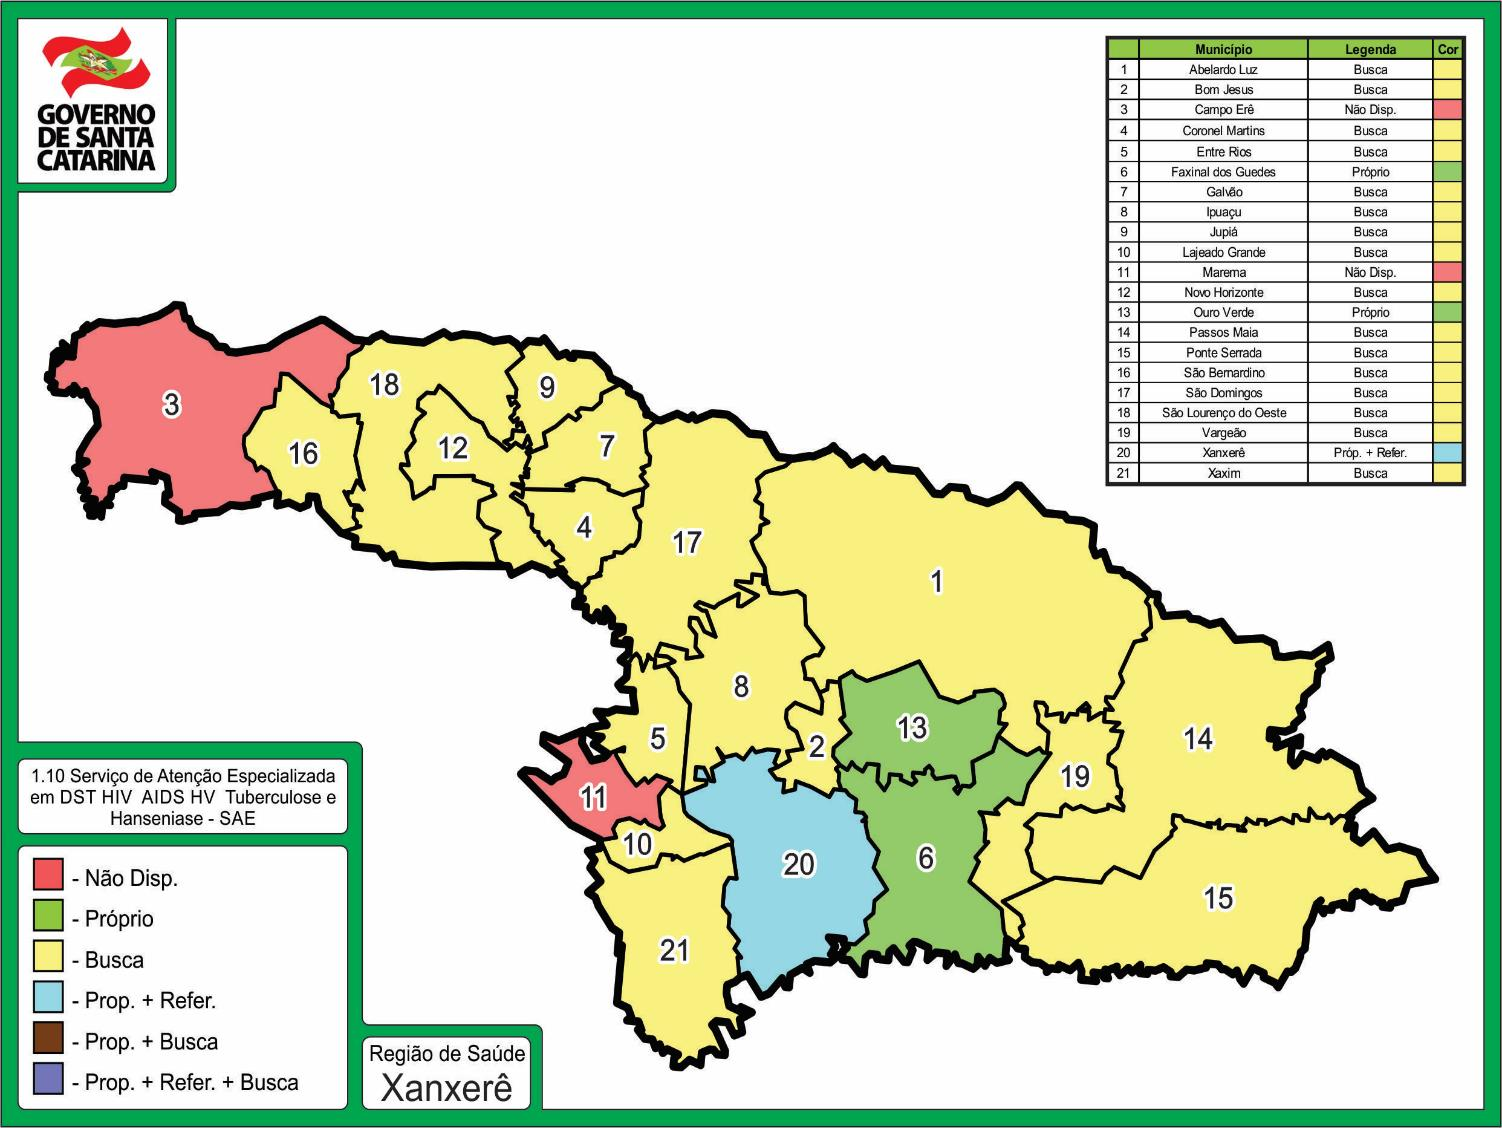 GOVERNO
DE SANTA
CATARINA
Município Legenda Cor
1 Abelardo Luz Busca
2 Bom Jesus Busca
3 Campo Erê Não Disp.
4 Coronel Martins Busca
5 Entre Rios Busca
6 Faxinal dos Guedes Próprio
7 Galvão Busca
8 Ipuaçu Busca
9 Jupiá Busca
10 Lajeado Grande Busca
11 Marema Não Disp.
12 Novo Horizonte Busca
13 Ouro Verde Próprio
14 Passos Maia Busca
15 Ponte Serrada Busca
16 São Bernardino Busca
17 São Domingos Busca
18 São Lourenço do Oeste Busca
19 Vargeão Busca
20 Xanxerê Próp. + Refer.
21 Xaxim Busca
3
18
9
16
12
7
4
17
1
8
5
2
13
14
19
11
10
20
6
15
21
1.10 Serviço de Atenção Especializada
em DST HIV AIDS HV Tuberculose e
Hanseniase - SAE
- Não Disp.
- Próprio
- Busca
- Prop. + Refer.
- Prop. + Busca
- Prop. + Refer. + Busca
Região de Saúde
Xanxerê